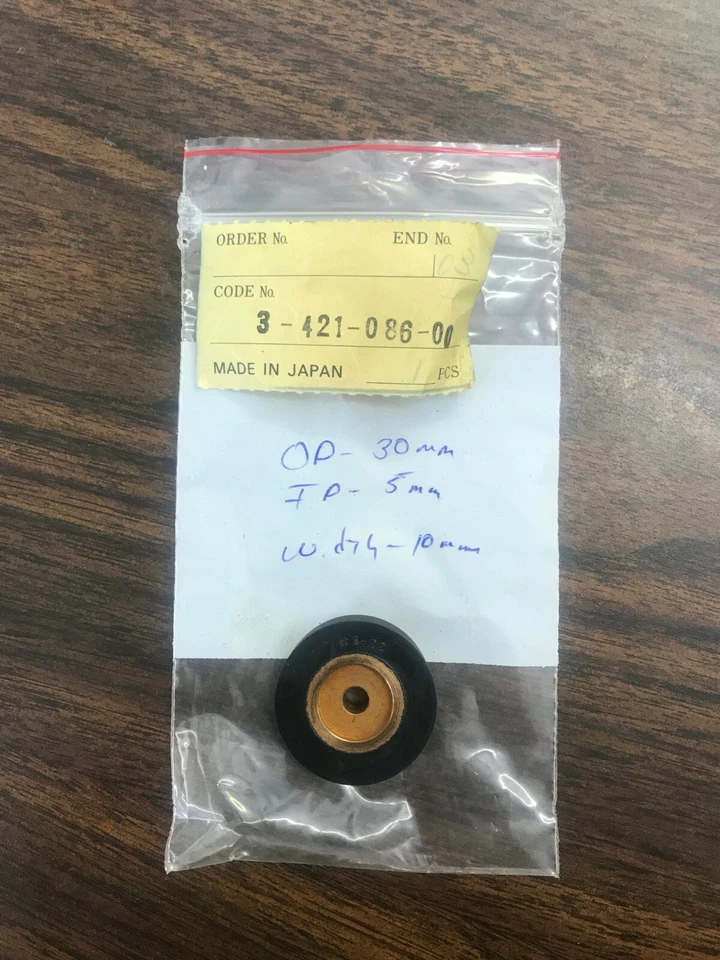 ORDER No. END No.
CODE No.
3-421-086-00
MADE IN JAPAN 1 PCS
OD- 30mm
ID- 5mm
Width-10mm